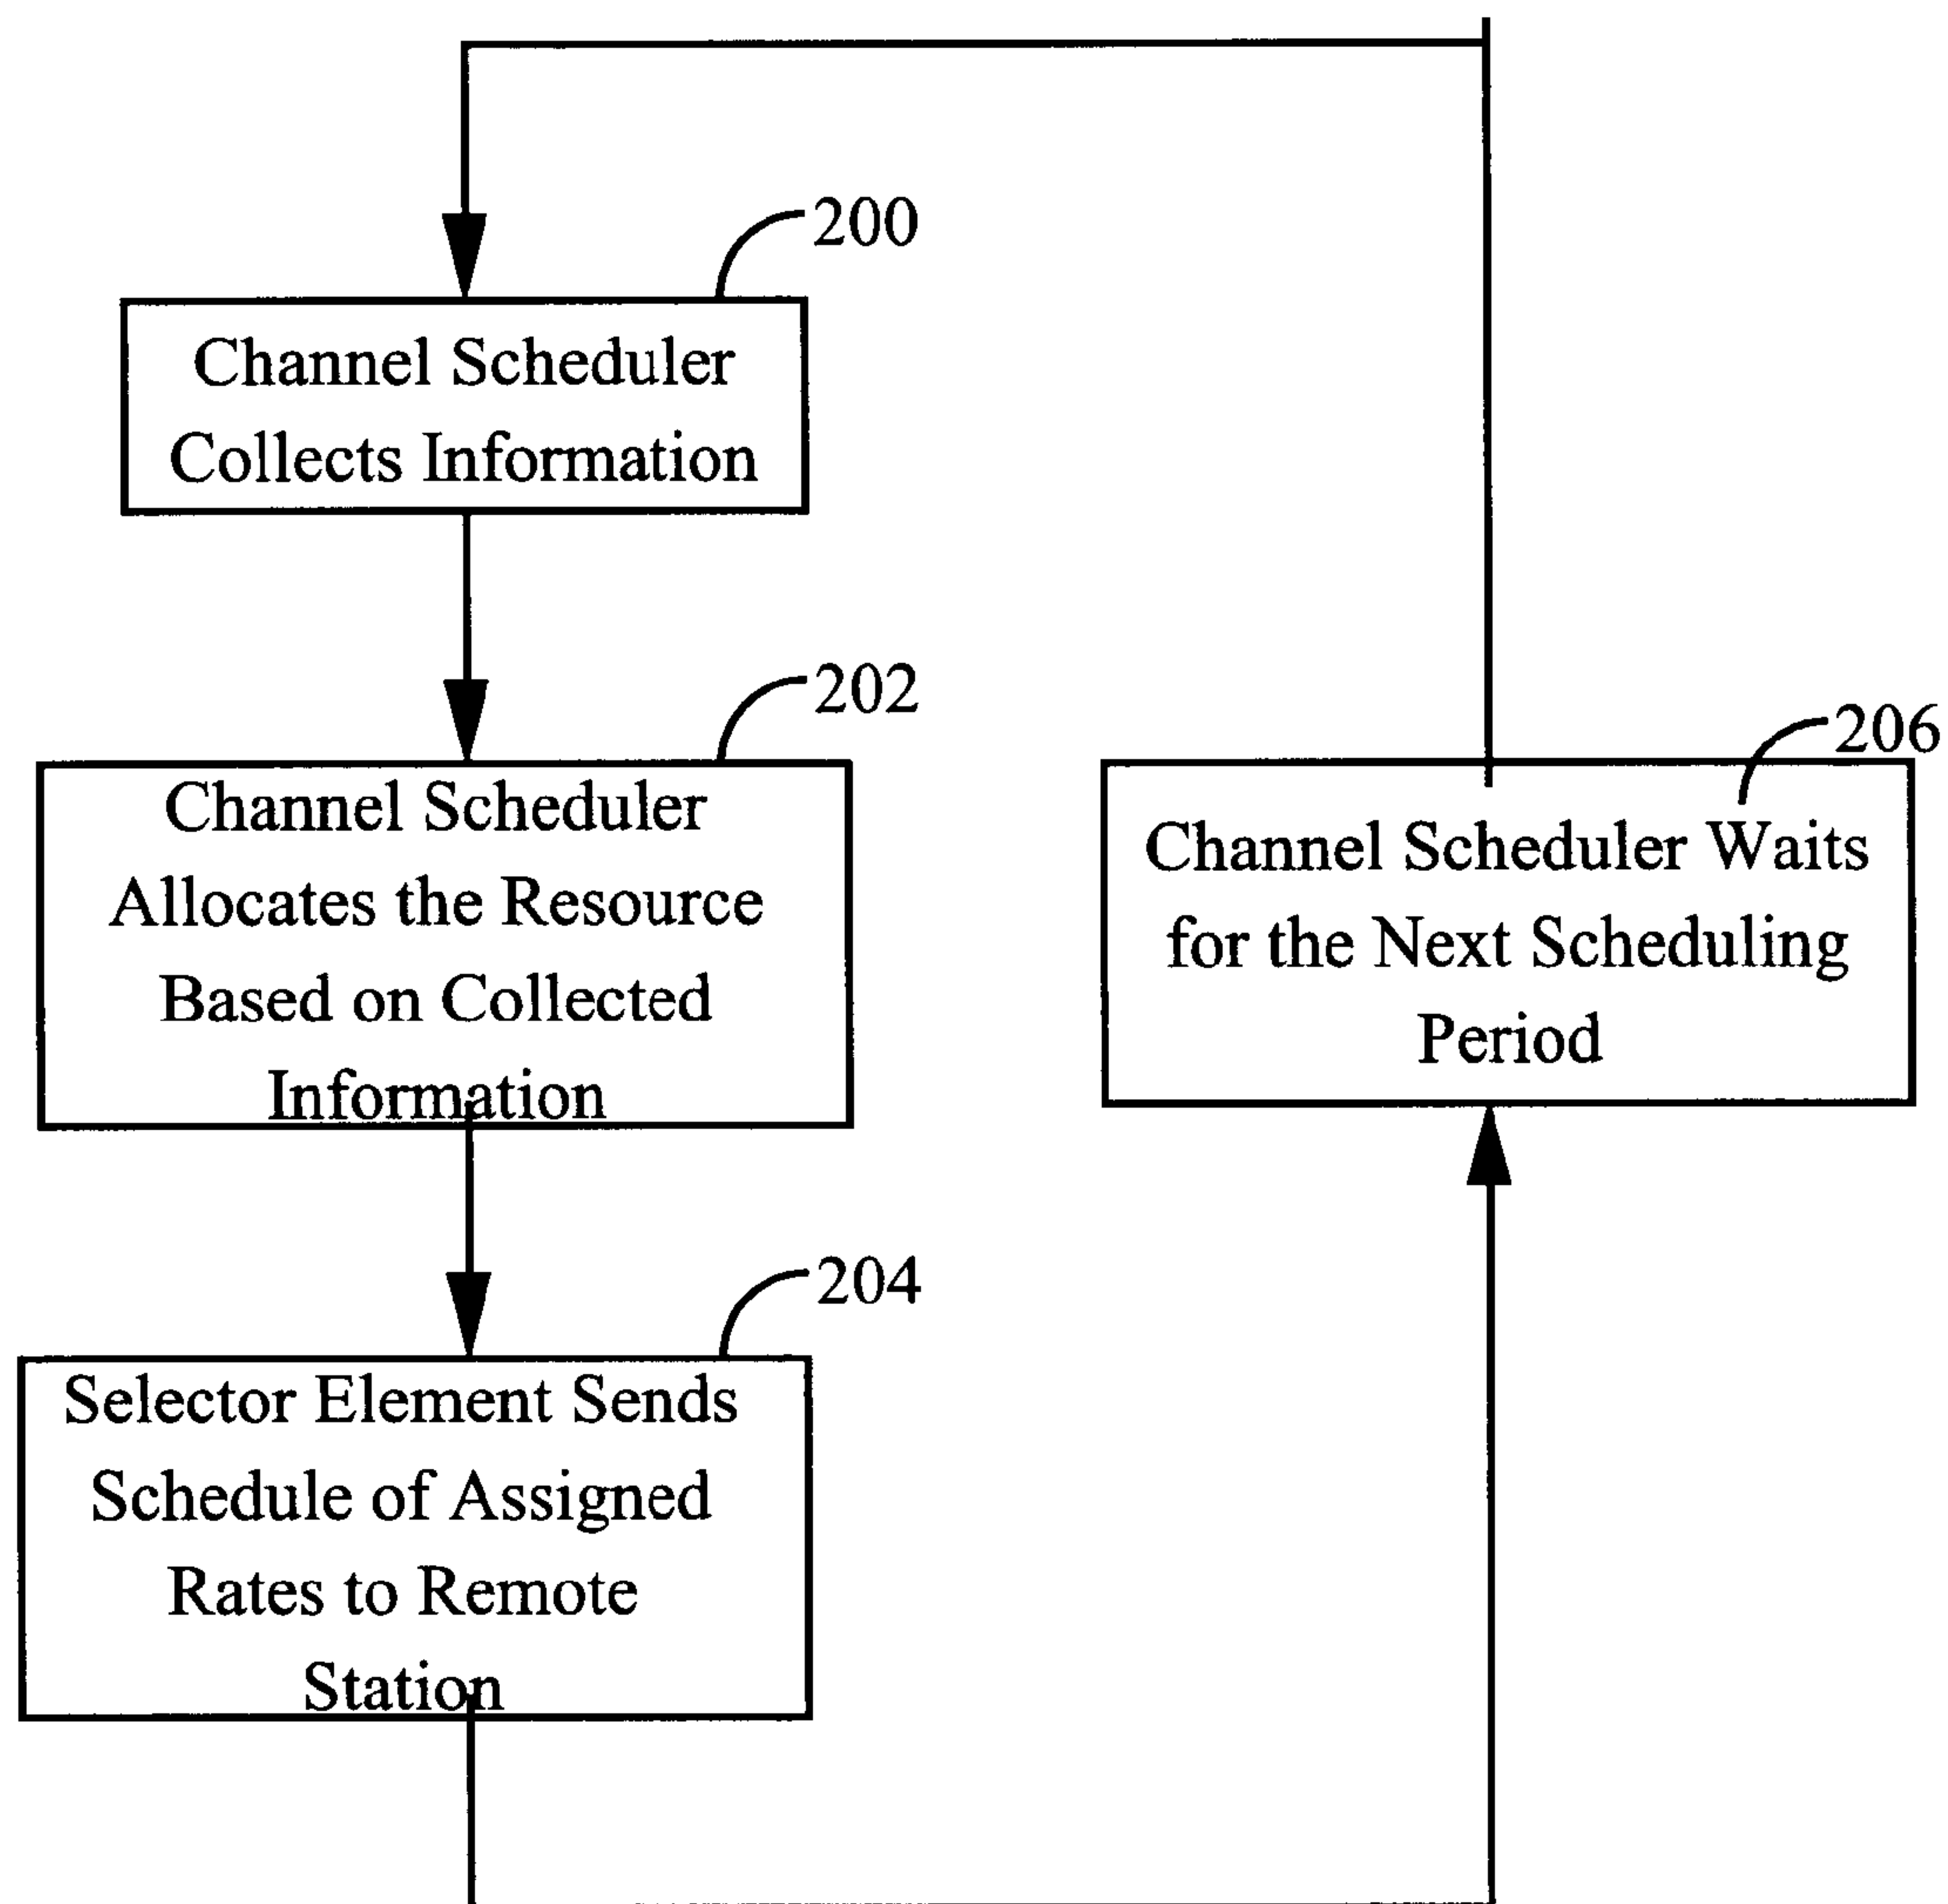 200
Channel Scheduler
Collects Information
202
Channel Scheduler
Allocates the Resource
Based on Collected
Information
204
Selector Element Sends
Schedule of Assigned
Rates to Remote
Station
206
Channel Scheduler Waits
for the Next Scheduling
Period